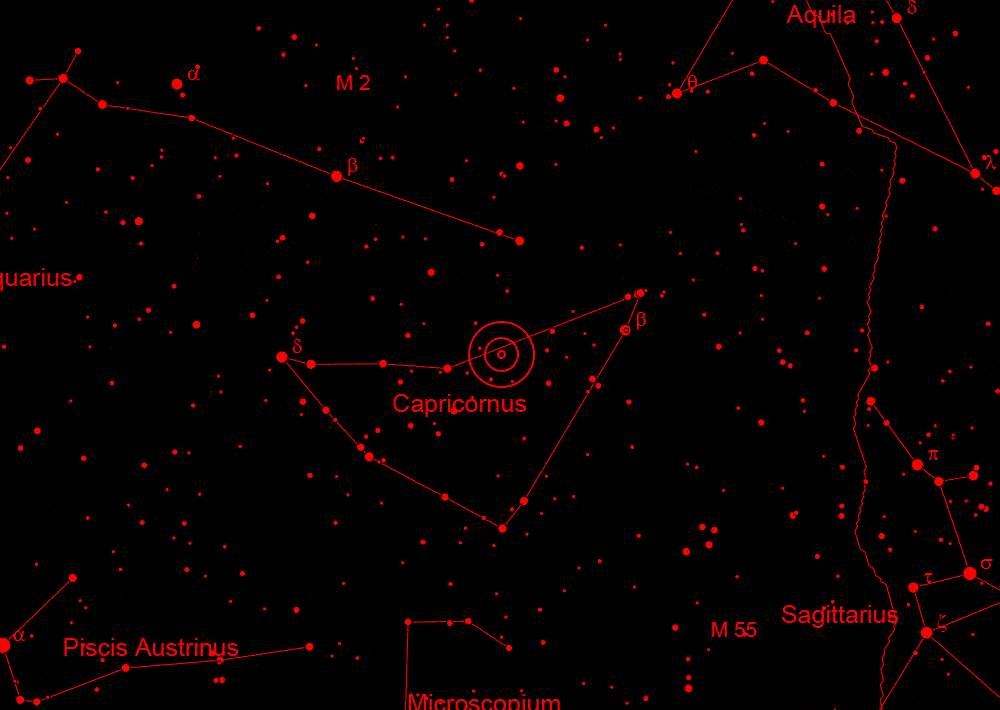 Aquila
δ
α
M 2
θ
λ
β
quarius
β
δ
Capricornus
π
σ
τ
Sagittarius
ζ
α
M 55
Piscis Austrinus
Microscopium